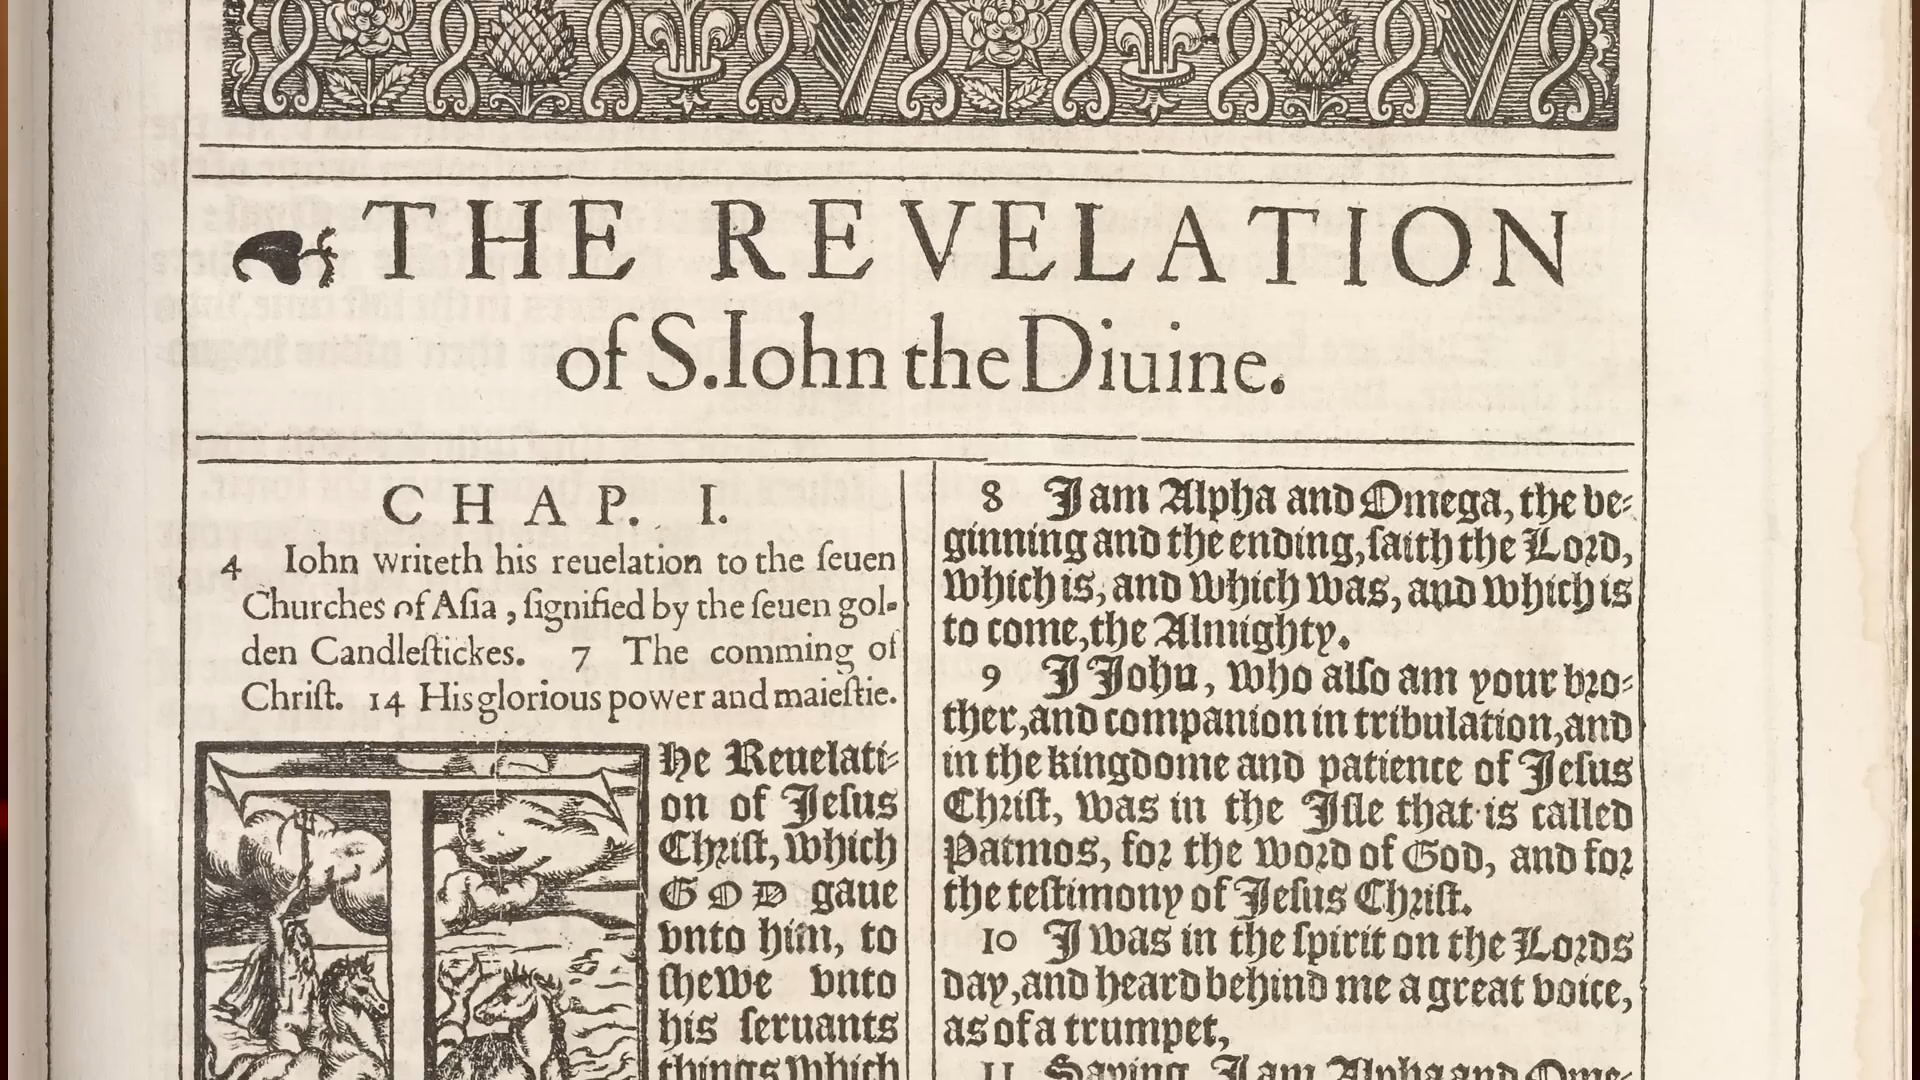 THE REVELATION
of S. Iohn the Diuine.
CHAP. I.
4 Iohn writeth his reuelation to the ſeuen
Churches of Aſia, ſignified by the ſeuen gol-
den Candleſtickes. 7 The comming of
Chriſt. 14 His glorious power and maieſtie.
The Reuelati-
on of Jeſus
Chriſt, which
GOD gaue
vnto him, to
ſhewe vnto
his ſeruants
things which
8 J am Alpha and Omega, the be-
ginning and the ending, ſaith the Lord,
which is, and which was, and which is
to come, the Almighty.
9 J John, who alſo am your bro-
ther, and companion in tribulation, and
in the kingdome and patience of Jeſus
Chriſt, was in the Jſle that is called
Patmos, for the word of God, and for
the teſtimony of Jeſus Chriſt.
10 J was in the ſpirit on the Lords
day, and heard behind me a great voice,
as of a trumpet,
11 Saying, J am Alpha and Ome-